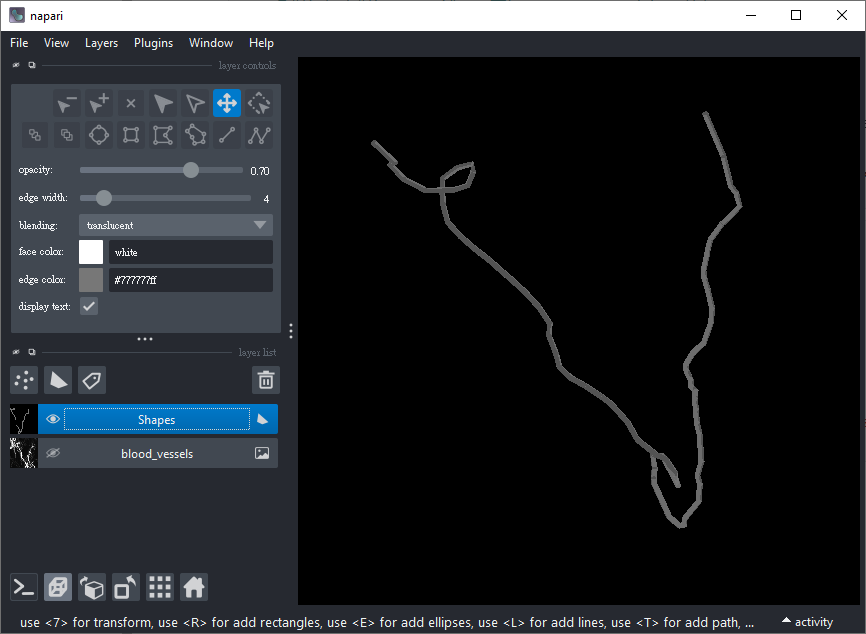 napari
File View Layers Plugins Window Help
layer controls
opacity: 0.70
edge width: 4
blending: translucent
face color: white
edge color: #777777ff
display text:
layer list
Shapes
blood_vessels
use <7> for transform, use <R> for add rectangles, use <E> for add ellipses, use <L> for add lines, use <T> for add path, ... activity